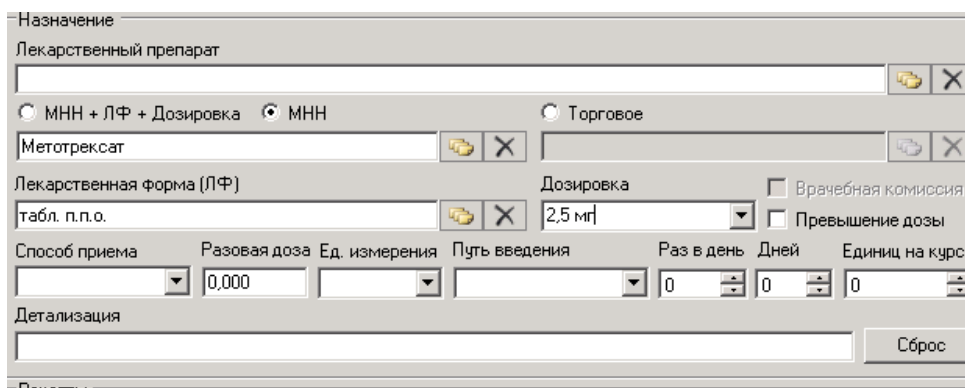 Назначение
Лекарственный препарат
МНН + ЛФ + Дозировка МНН Торговое
Метотрексат
Лекарственная форма (ЛФ) Дозировка Врачебная комиссия
табл. п.п.о. 2,5 мг Превышение дозы
Способ приема Разовая доза Ед. измерения Путь введения Раз в день Дней Единиц на курс
0,000 0 0 0
Детализация
Сброс